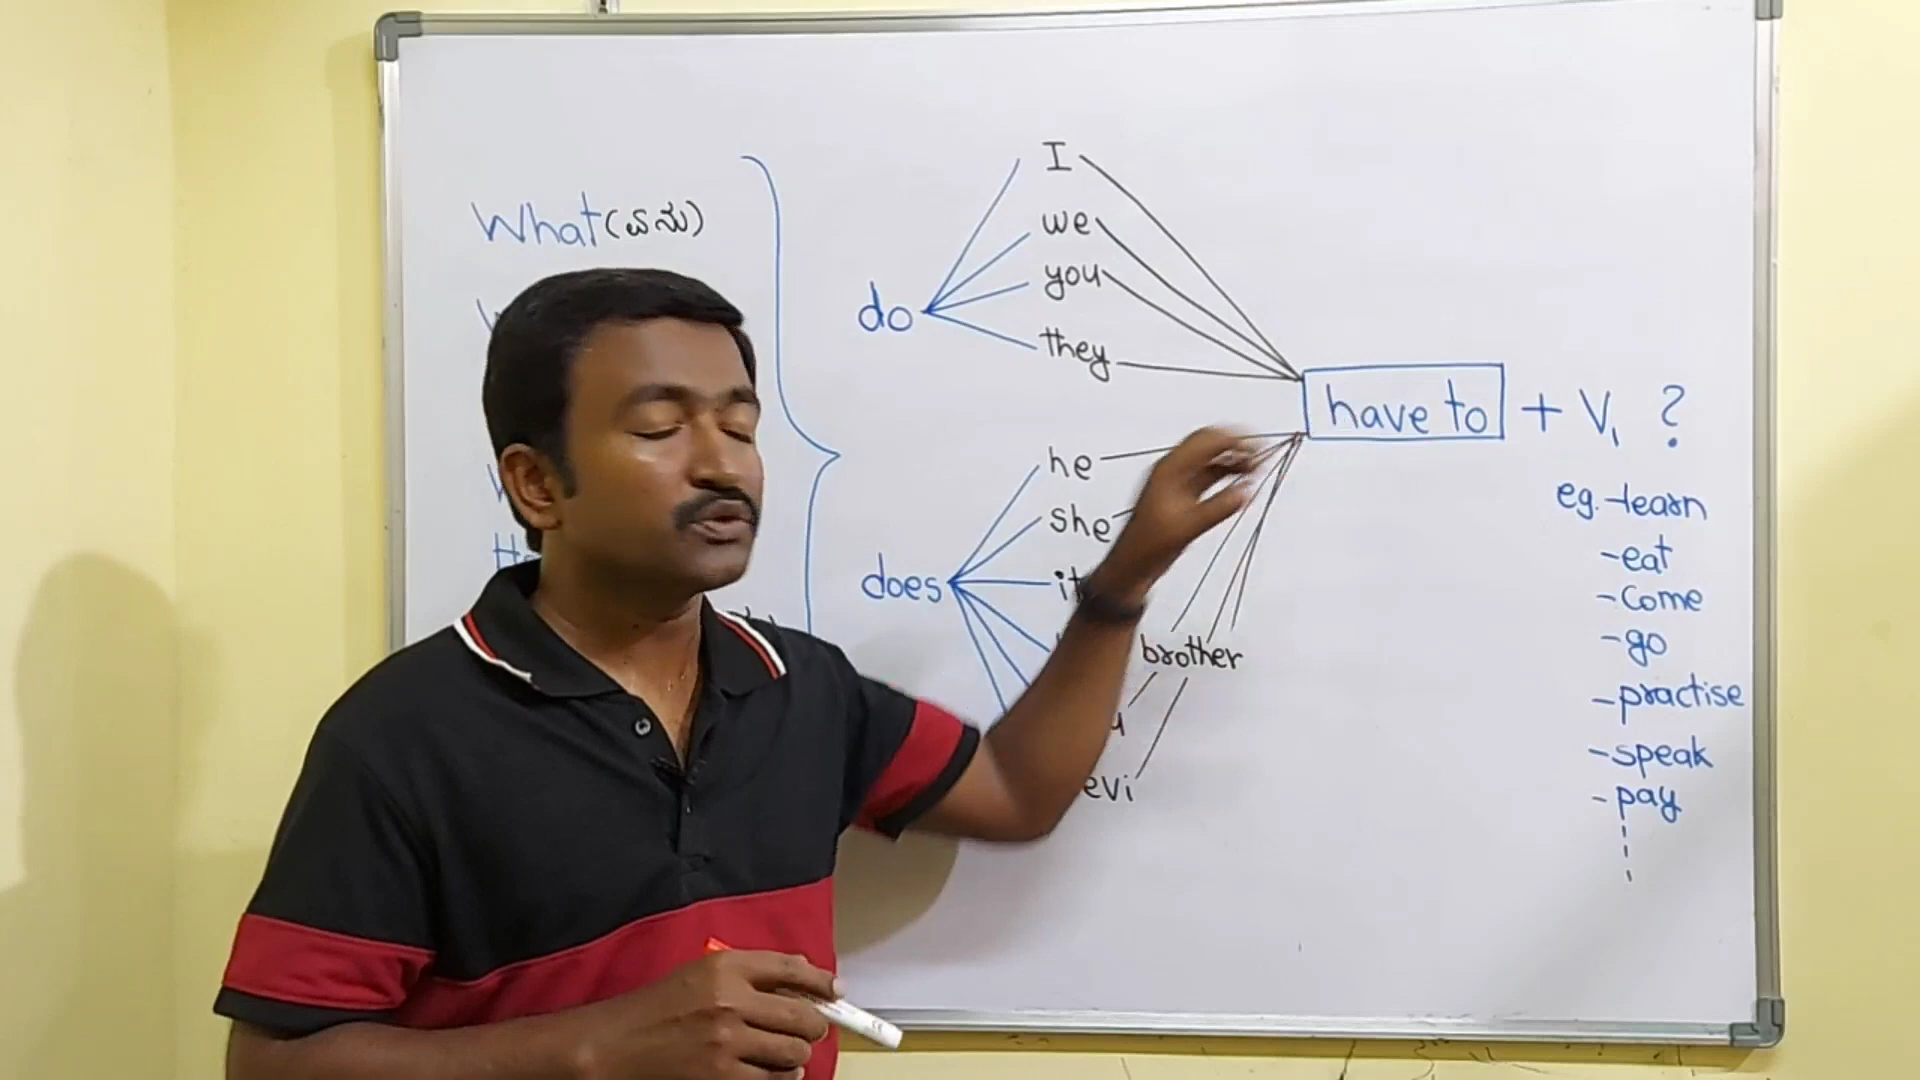 What (ಏನು)
do
I
we
you
they
have to + V₁ ?
does
he
she
it
brother
eg. - learn
- eat
- Come
- go
- practise
- speak
- pay